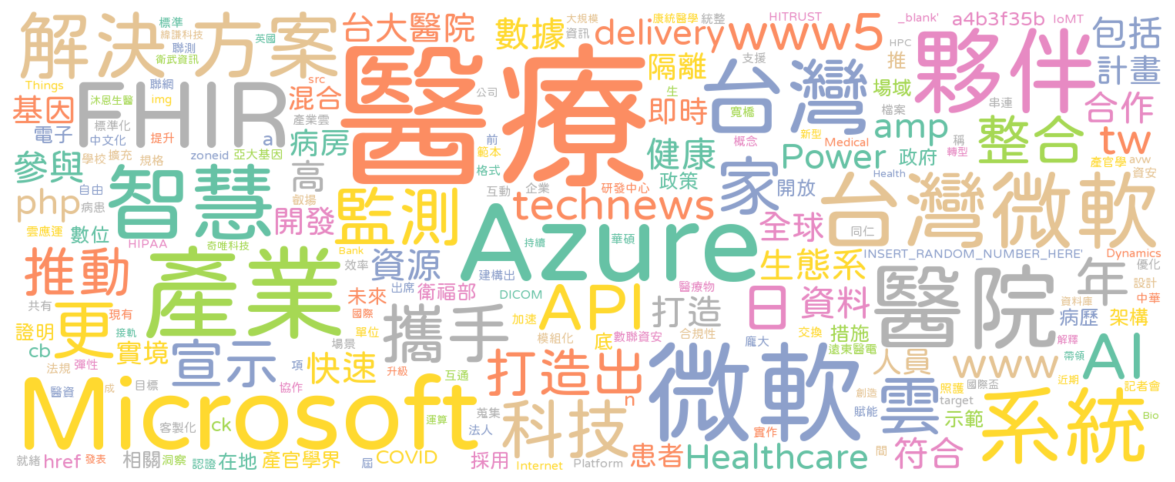 標準 英國 大規模 康統醫學 統整 HITRUST _blank' a4b3f35b IoMT
解決方案 緯謙科技 聯測 衛武資訊 台大醫院 數據 資訊 delivery www5 HPC 夥伴 包括
Things 聯網 src 隔離 支援 推 計畫
基因 FHIR 混合 醫療 公司 生 即時 台灣 場域 串連 合作
沐恩生醫 img 產業雲 寬橋 檔案 amp
電子 標準化 中文化 提升 a 前 新型 稱 整合 tw
zoneid 亞大基因 病房 範本 健康 概念 Medical 轉型 產官學 avw
參與 學校 擴充 規格 格式 政策 Power 政府 資安
智慧 高 互動 企業 研發中心 家 Health 開放 台灣微軟
php 自由 病患 叡揚 監測 technews
雲應運 數位 開發 Azure 全球 同仁
HIPAA 奇唯科技 Bank 持續 華碩 生態系 INSERT_RANDOM_NUMBER_HERE' Dynamics
推動 產業 效率 資源 建構出 優化
未來 出席 衛福部 DICOM 醫療物 日 資料 醫院 年 設計
共有 現有 國際 攜手 加速 API 打造 資料庫 中華
證明 更 接軌 單位 模組化 底 數聯資安 合規性 交換 措施 病歷 架構
cb 實境 宣示 場景 龐大 遠東醫電 解釋
法規 彈性 項 快速 升級 互通 打造出 微軟 人員 www 帶領 AI
醫資 成 目標 協作 n 創造 照護 國際盃 近期 記者會
Microsoft 運算 蒐集 科技 雲 賦能 target 系統 Bio
客製化 ck 法人 實作 示範
就緒 href 發表 相關 洞察 認證 在地 產官學界 屆 COVID 採用 Internet Platform 患者 Healthcare 間 符合